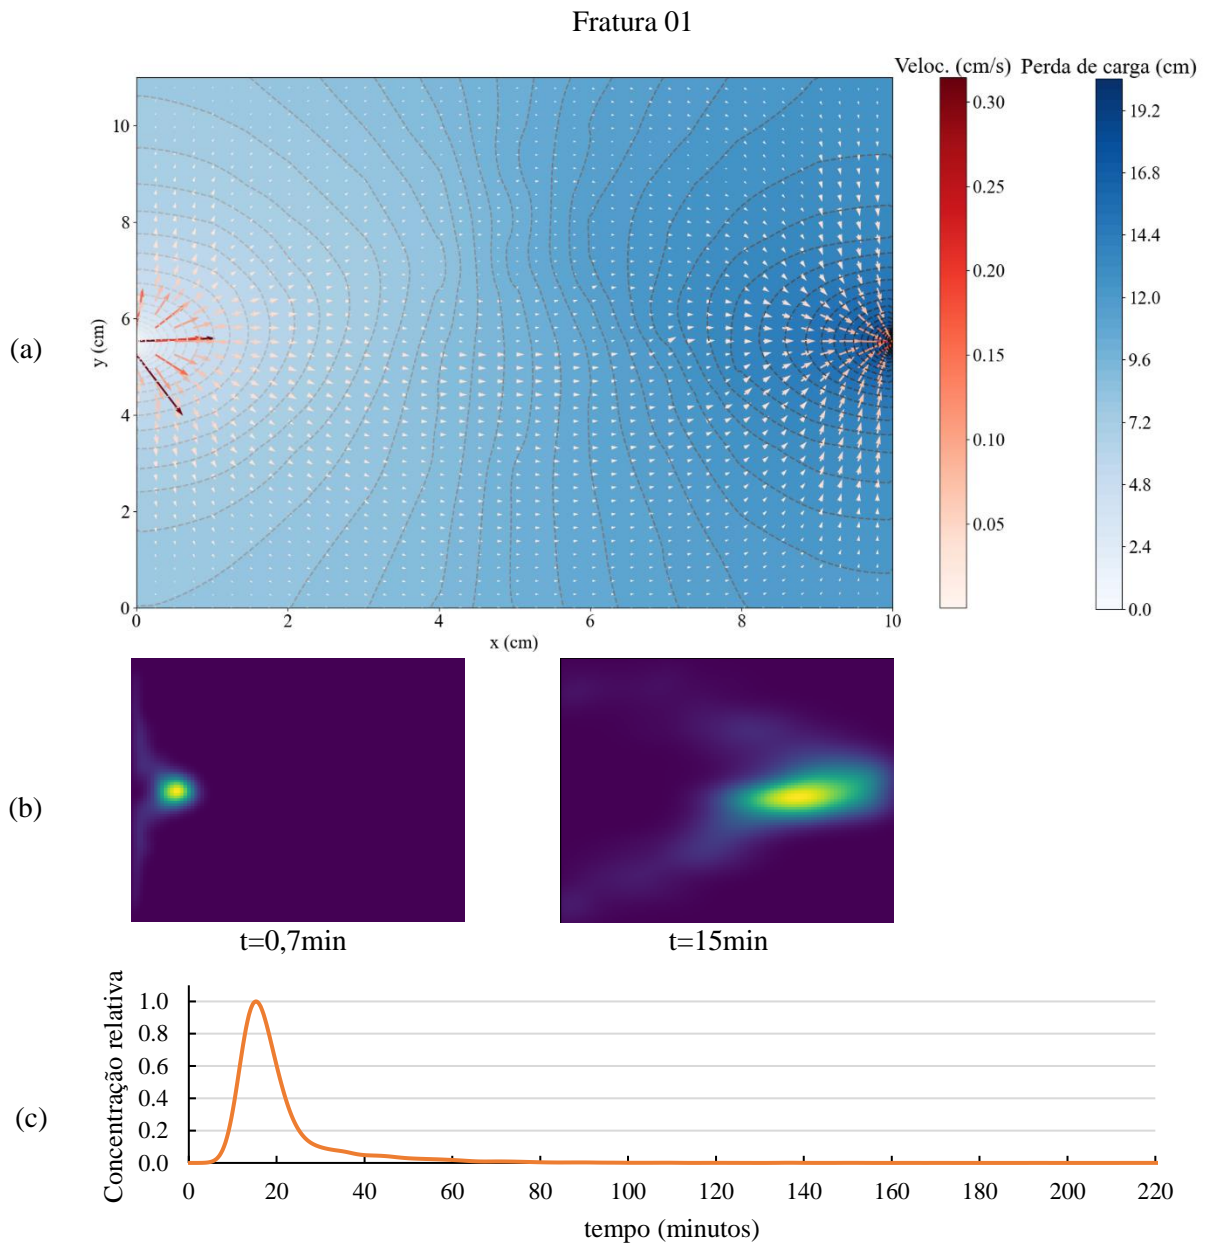 Fratura 01
Veloc. (cm/s) Perda de carga (cm)
(a)
y (cm)
10
8
6
4
2
0
0 2 4 6 8 10
x (cm)
0.30
0.25
0.20
0.15
0.10
0.05
19.2
16.8
14.4
12.0
9.6
7.2
4.8
2.4
0.0
(b)
t=0,7min t=15min
(c)
Concentração relativa
1.0
0.8
0.6
0.4
0.2
0.0
0 20 40 60 80 100 120 140 160 180 200 220
tempo (minutos)